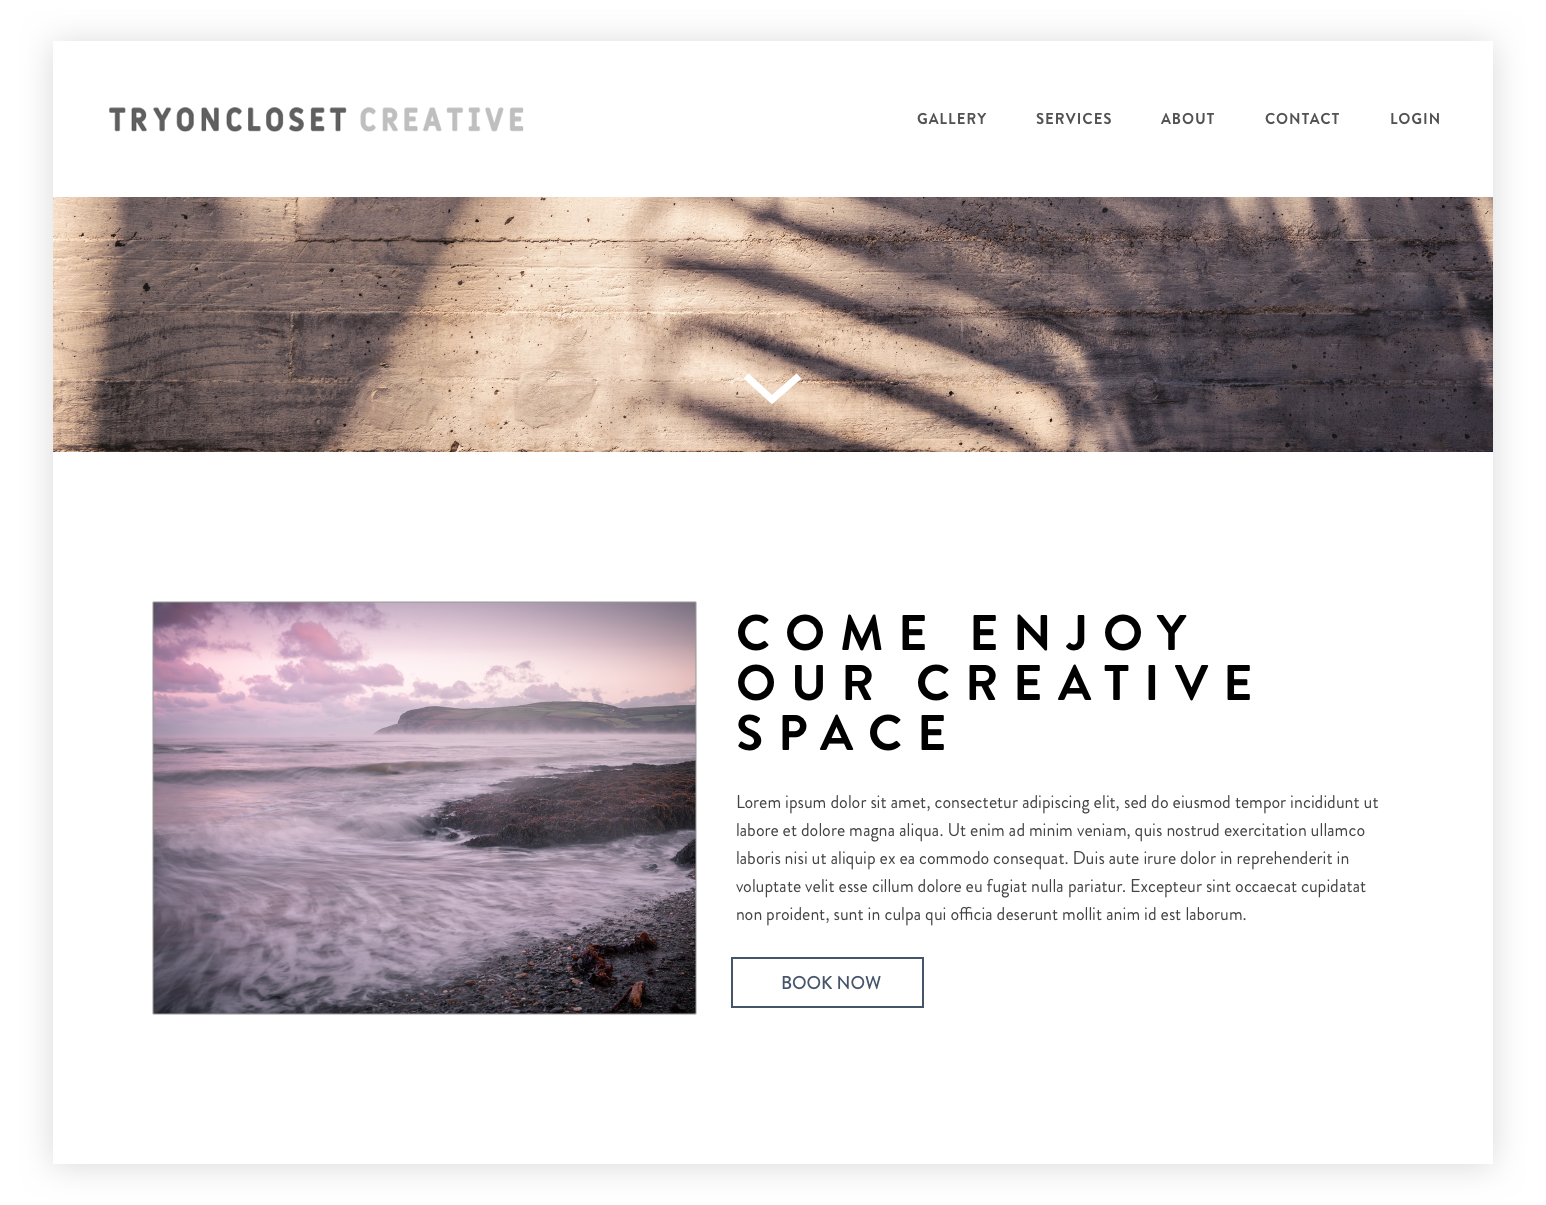 TRYONCLOSET CREATIVE
GALLERY SERVICES ABOUT CONTACT LOGIN
COME ENJOY
OUR CREATIVE
SPACE
Lorem ipsum dolor sit amet, consectetur adipiscing elit, sed do eiusmod tempor incididunt ut
labore et dolore magna aliqua. Ut enim ad minim veniam, quis nostrud exercitation ullamco
laboris nisi ut aliquip ex ea commodo consequat. Duis aute irure dolor in reprehenderit in
voluptate velit esse cillum dolore eu fugiat nulla pariatur. Excepteur sint occaecat cupidatat
non proident, sunt in culpa qui officia deserunt mollit anim id est laborum.
BOOK NOW